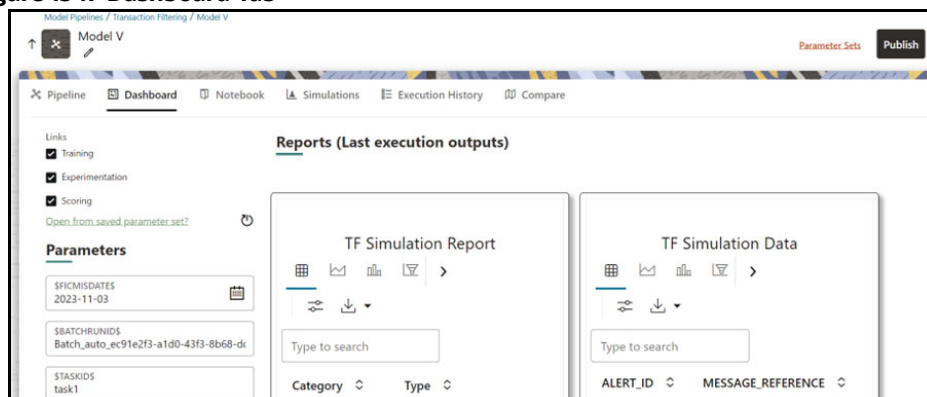 Model Pipelines / Transaction Filtering / Model V
Model V
Parameter Sets
Publish
Pipeline
Dashboard
Notebook
Simulations
Execution History
Compare
Links
Training
Experimentation
Scoring
Open from saved parameter set?
Parameters
$FICMISDATE$
2023-11-03
$BATCHRUNID$
Batch_auto_ec91e2f3-a1d0-43f3-8b68-dc
$TASKID$
task1
Reports (Last execution outputs)
TF Simulation Report
Type to search
Category Type
TF Simulation Data
Type to search
ALERT_ID MESSAGE_REFERENCE